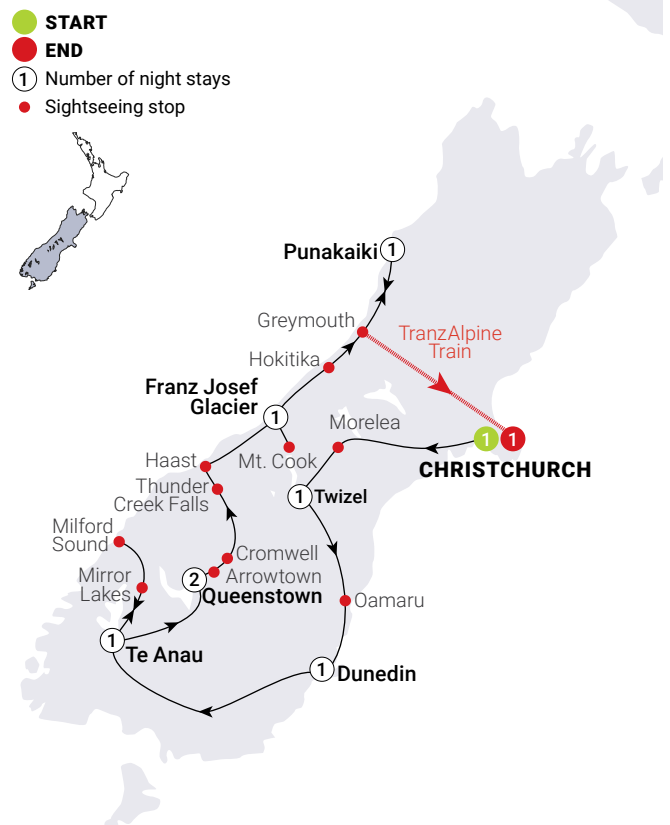 START
END
1 Number of night stays
Sightseeing stop
Punakaiki 1
Greymouth
TranzAlpine
Train
Hokitika
Franz Josef
Glacier
1
Morelea
1 1
CHRISTCHURCH
Haast
Mt. Cook
Thunder
Creek Falls
1 Twizel
Milford
Sound
Cromwell
Mirror
Lakes
2
Arrowtown
Queenstown
Oamaru
1
Te Anau
1
Dunedin